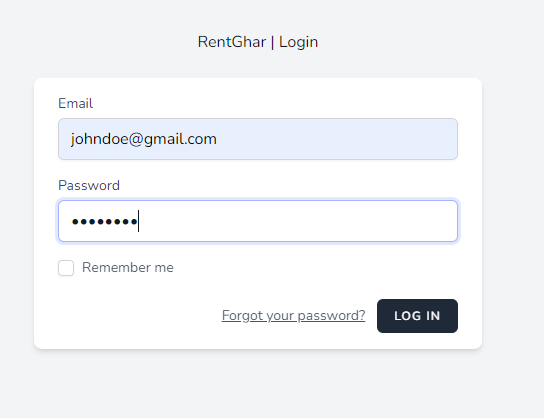 RentGhar | Login
Email
johndoe@gmail.com
Password
••••••••
Remember me
Forgot your password? LOG IN